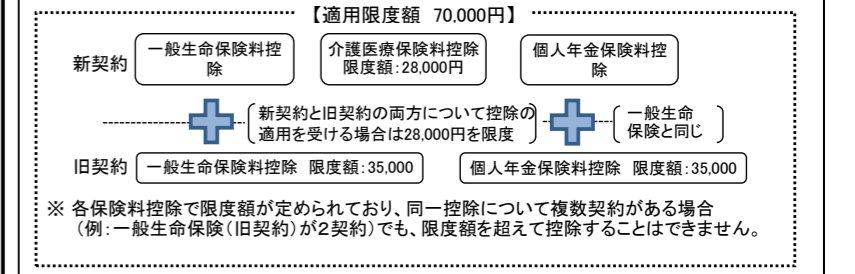 【適用限度額 70,000円】
新契約
一般生命保険料控
除
介護医療保険料控除
限度額:28,000円
個人年金保険料控
除
新契約と旧契約の両方について控除の
適用を受ける場合は28,000円を限度
一般生命
保険と同じ
旧契約
一般生命保険料控除 限度額:35,000
個人年金保険料控除 限度額:35,000
※ 各保険料控除で限度額が定められており、同一控除について複数契約がある場合
(例:一般生命保険(旧契約)が2契約)でも、限度額を超えて控除することはできません。